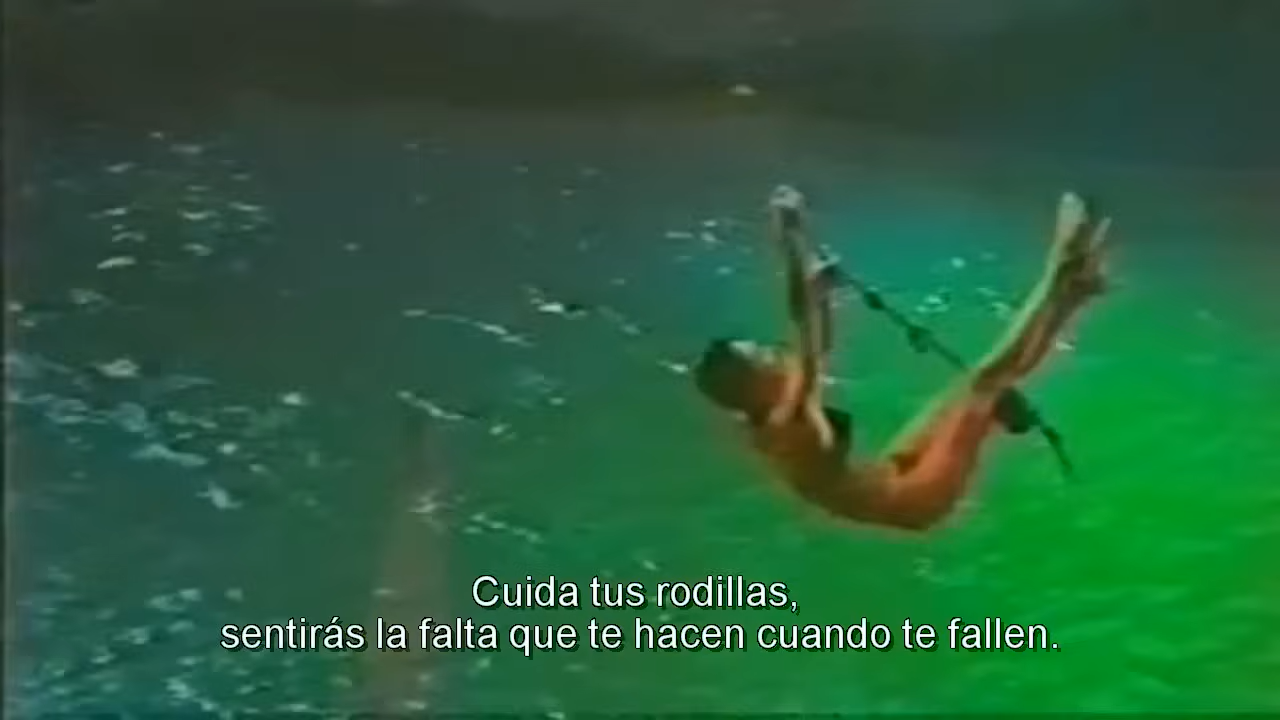 Cuida tus rodillas,
sentirás la falta que te hacen cuando te fallen.